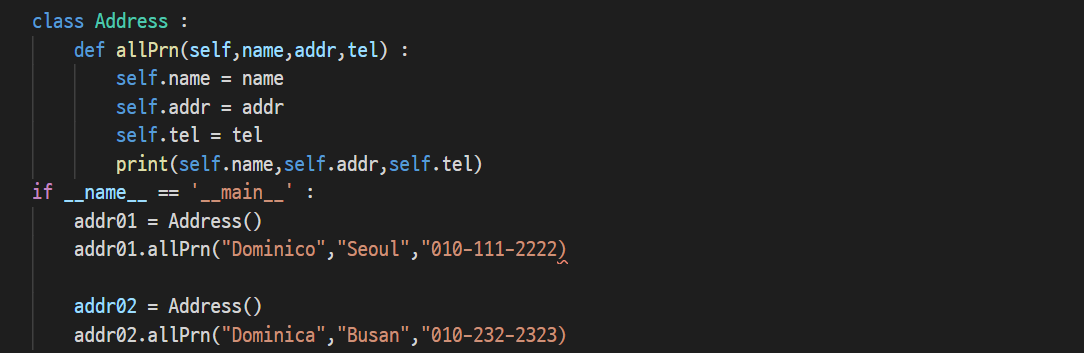 class Address :
    def allPrn(self,name,addr,tel) :
        self.name = name
        self.addr = addr
        self.tel = tel
        print(self.name,self.addr,self.tel)
if __name__ == '__main__' :
    addr01 = Address()
    addr01.allPrn("Dominico","Seoul","010-111-2222)
    addr02 = Address()
    addr02.allPrn("Dominica","Busan","010-232-2323)